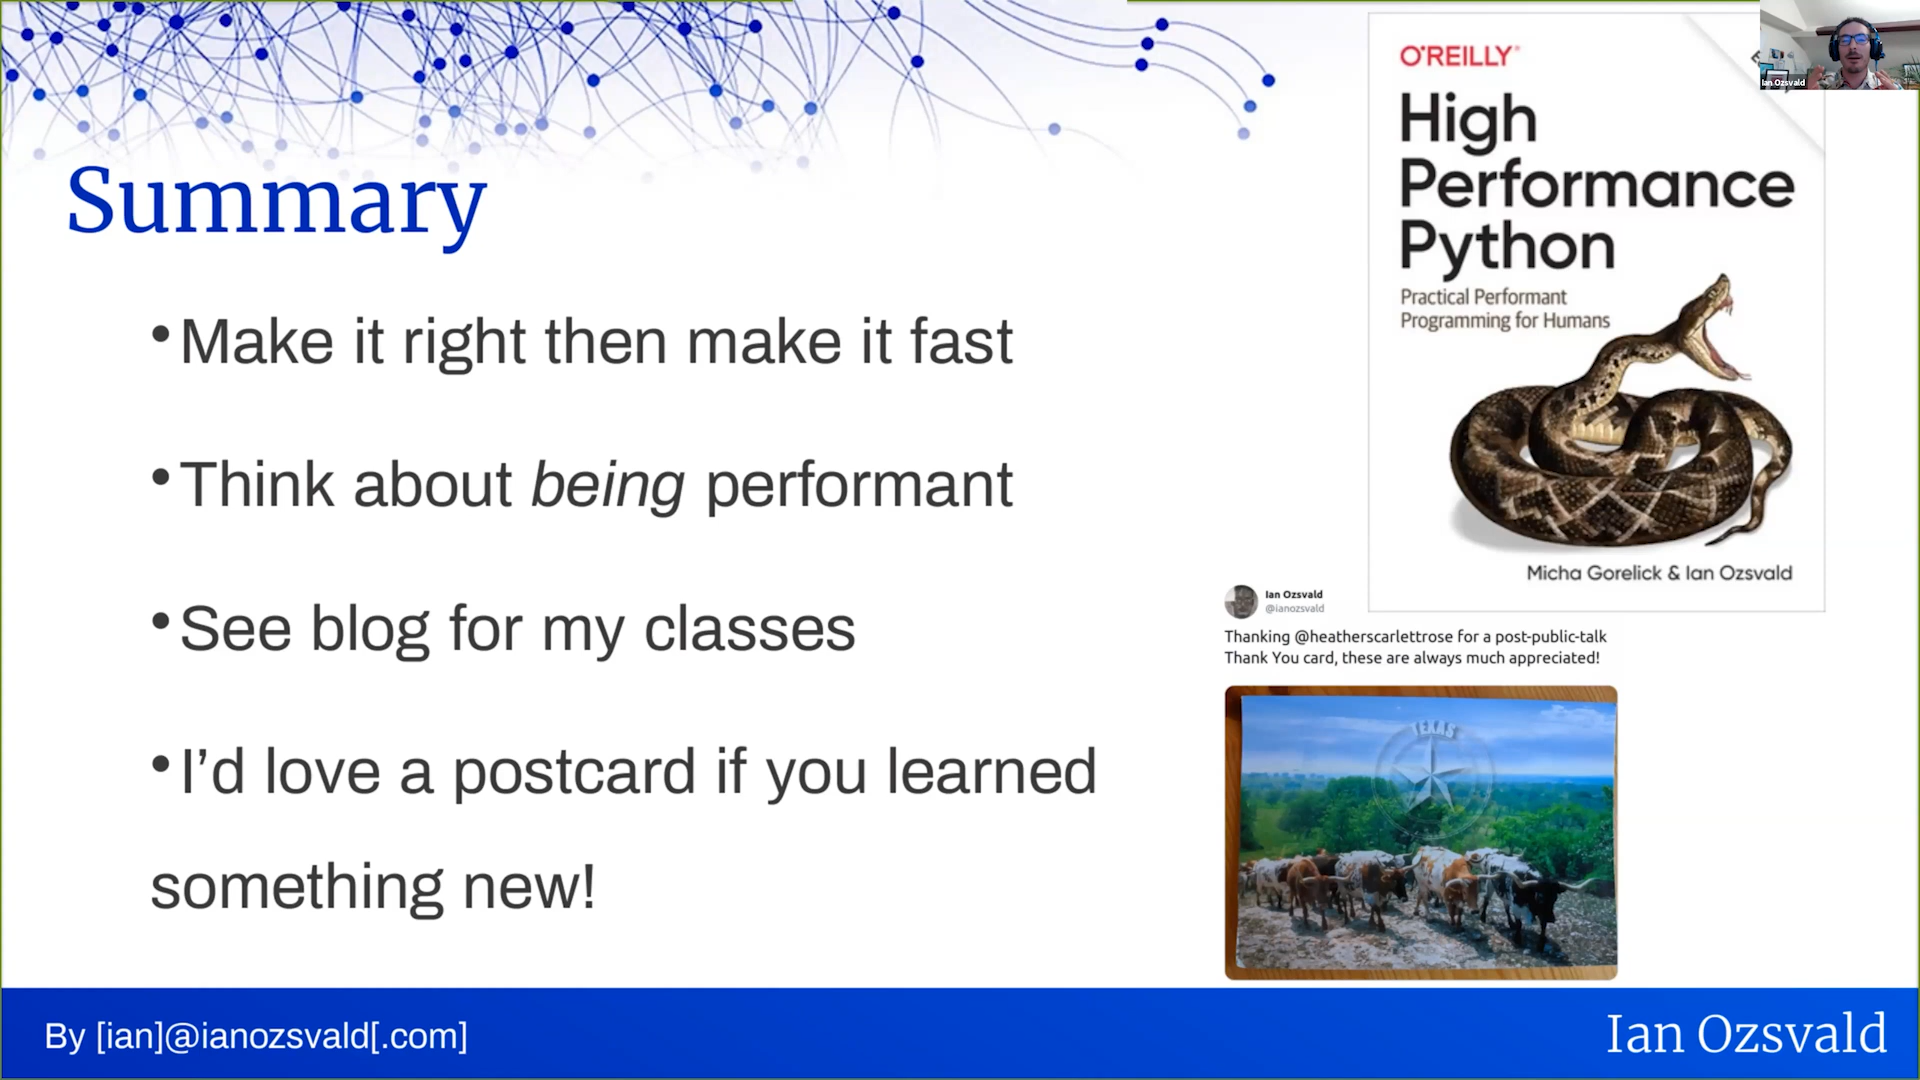 Summary
•Make it right then make it fast
•Think about being performant
•See blog for my classes
•I’d love a postcard if you learned
something new!
O'REILLY®
High
Performance
Python
Practical Performant
Programming for Humans
Micha Gorelick & Ian Ozsvald
Ian Ozsvald
Ian Ozsvald
@ianozsvald
Thanking @heatherscarlettrose for a post-public-talk
Thank You card, these are always much appreciated!
TEXAS
By [ian]@ianozsvald[.com]
Ian Ozsvald